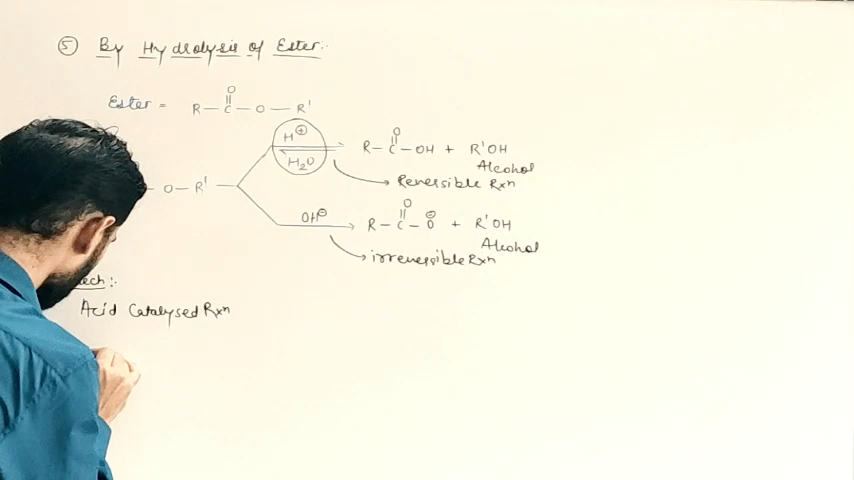 ⑤ By Hydrolysis of Ester:-
Ester = R-C(=O)-O-R'
-O-R'
H⊕
H₂O
R-C(=O)-OH + R'OH
Alcohol
Reversible Rxn
OH⊖
R-C(=O)-O⊖ + R'OH
Alcohol
irreversible Rxn
ech:-
Acid Catalysed Rxn